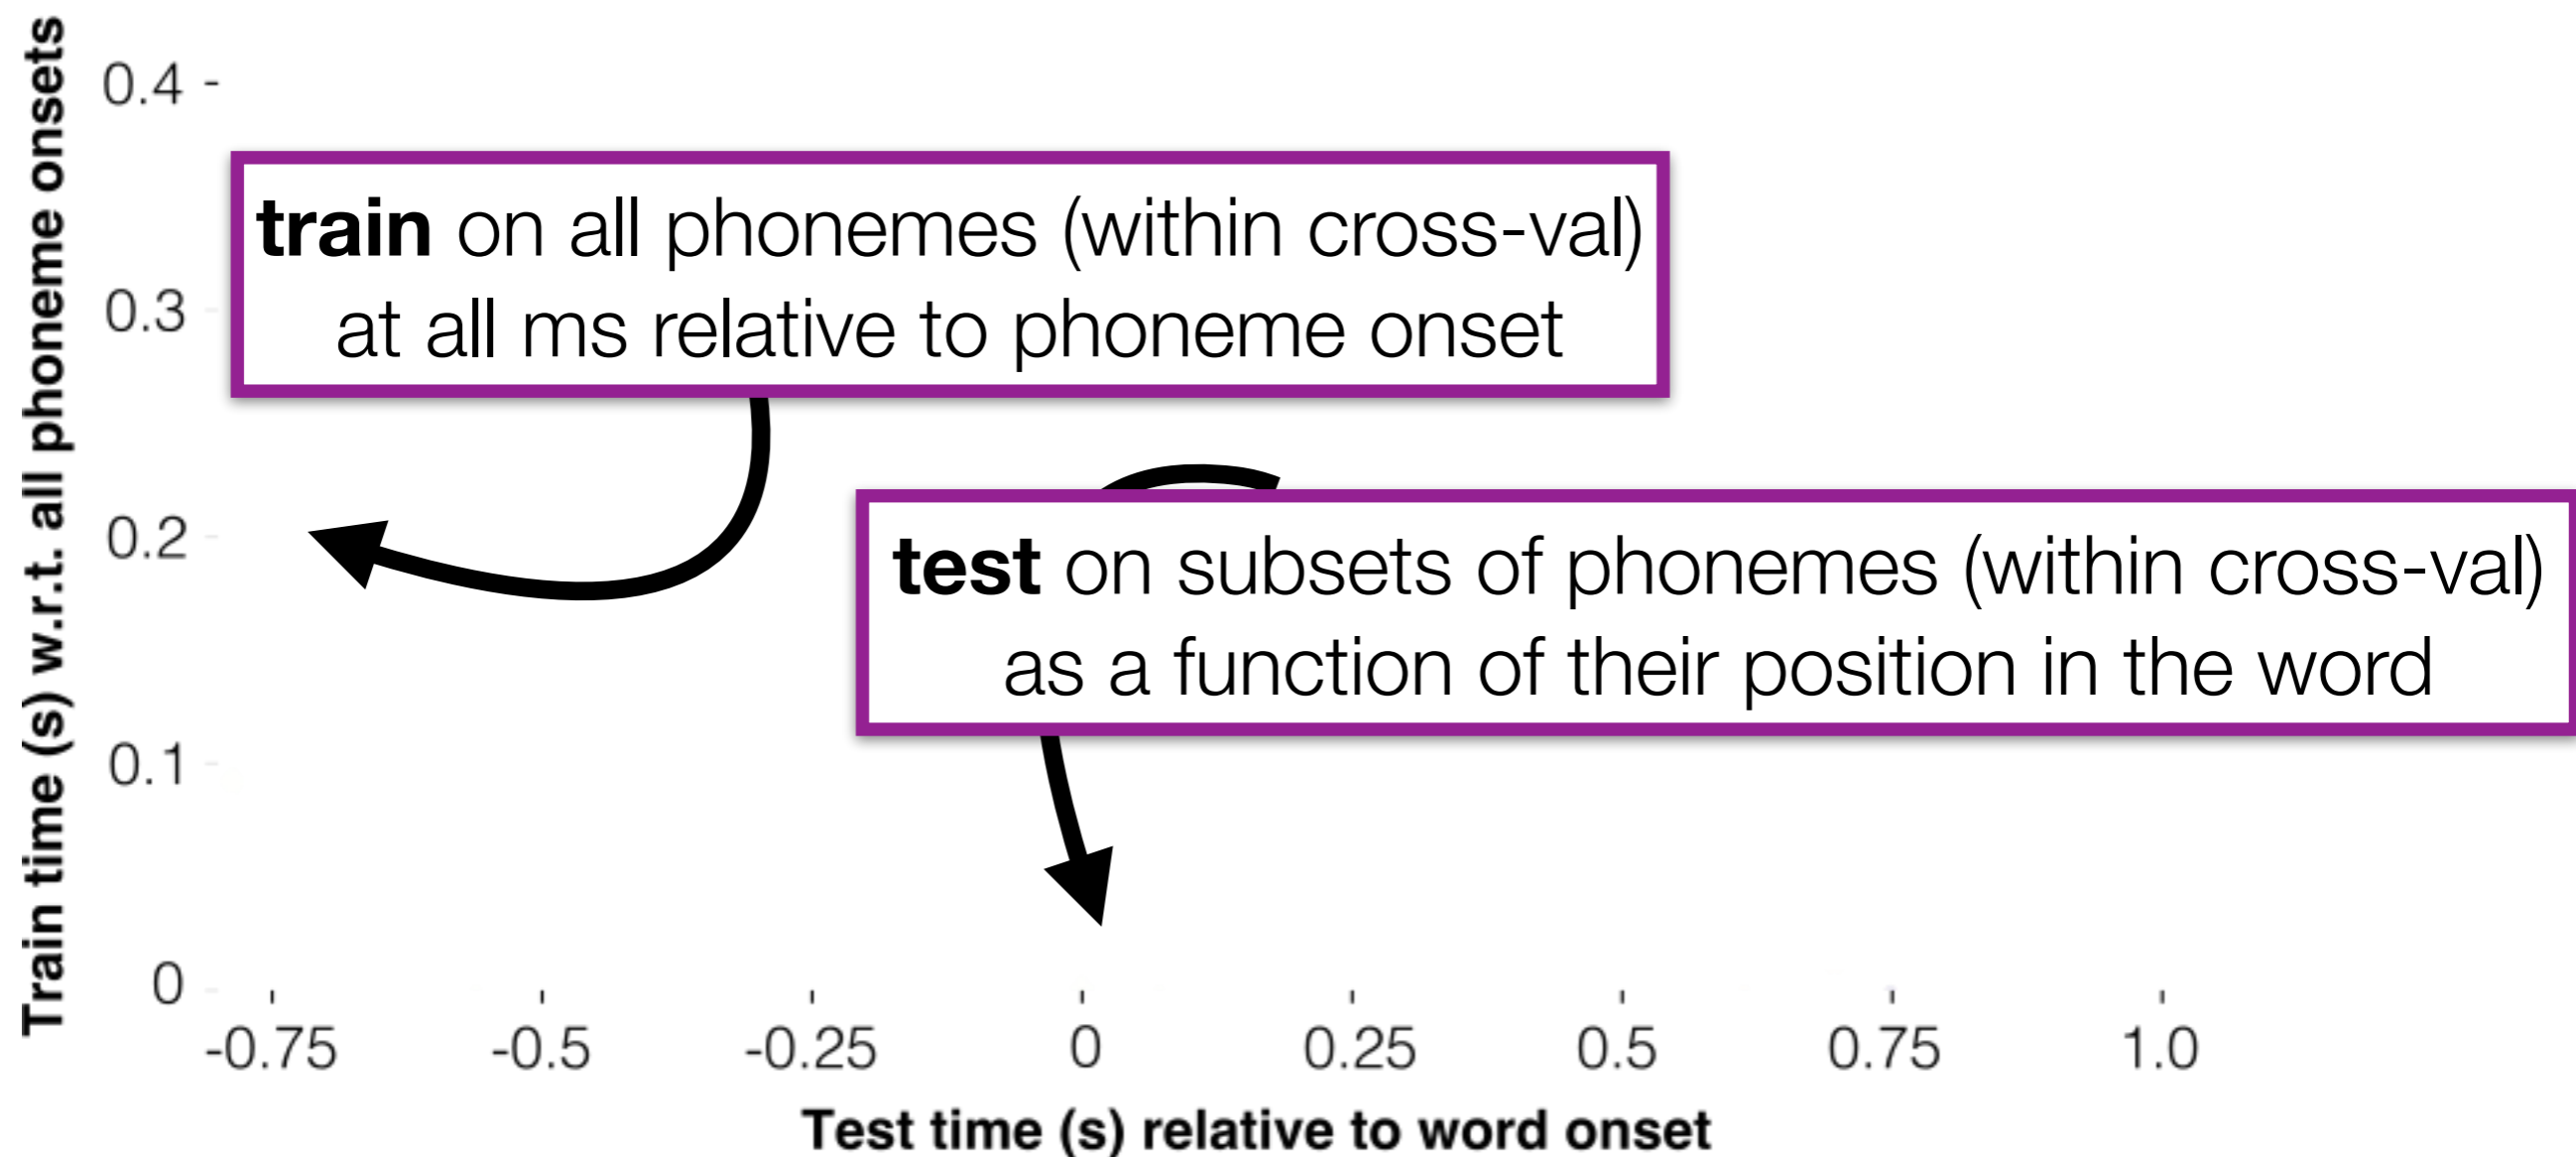 Train time (s) w.r.t. all phoneme onsets
0.4
0.3
0.2
0.1
0
train on all phonemes (within cross-val)
at all ms relative to phoneme onset
test on subsets of phonemes (within cross-val)
as a function of their position in the word
-0.75 -0.5 -0.25 0 0.25 0.5 0.75 1.0
Test time (s) relative to word onset